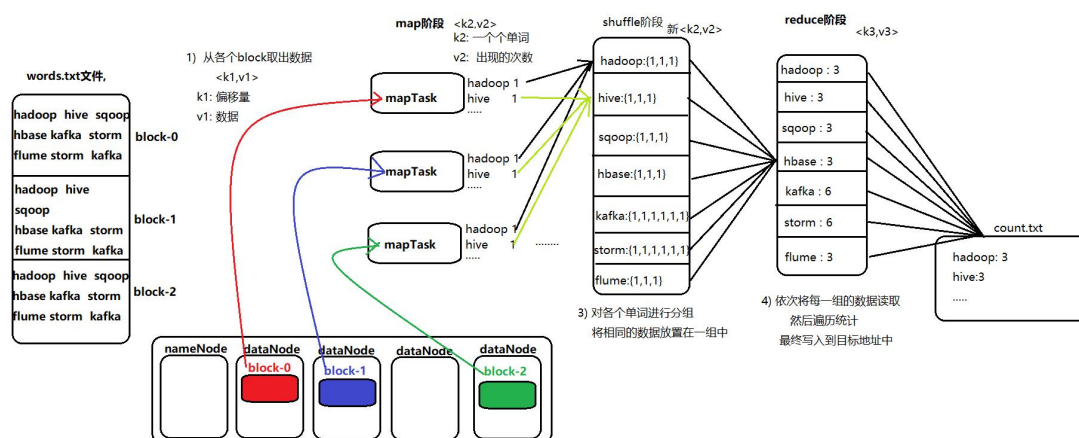 words.txt文件,
hadoop hive sqoop
hbase kafka storm
flume storm kafka
block-0
hadoop hive
sqoop
hbase kafka storm
flume storm kafka
block-1
hadoop hive sqoop
hbase kafka storm
flume storm kafka
block-2
1) 从各个block取出数据
<k1,v1>
k1: 偏移量
v1: 数据
map阶段
<k2,v2>
k2: 一个个单词
v2: 出现的次数
mapTask
hadoop 1
hive 1
.....
mapTask
hadoop 1
hive 1
.....
mapTask
hadoop 1
hive 1
.....
........
shuffle阶段
新<k2,v2>
hadoop:{1,1,1}
hive:{1,1,1}
sqoop:{1,1,1}
hbase:{1,1,1}
kafka:{1,1,1,1,1,1}
storm:{1,1,1,1,1,1}
flume:{1,1,1}
3) 对各个单词进行分组
将相同的数据放置在一组中
reduce阶段
<k3,v3>
hadoop : 3
hive : 3
sqoop : 3
hbase : 3
kafka : 6
storm : 6
flume : 3
4) 依次将每一组的数据读取
然后遍历统计
最终写入到目标地址中
count.txt
hadoop: 3
hive:3
.....
nameNode
dataNode
block-0
dataNode
block-1
dataNode
dataNode
block-2